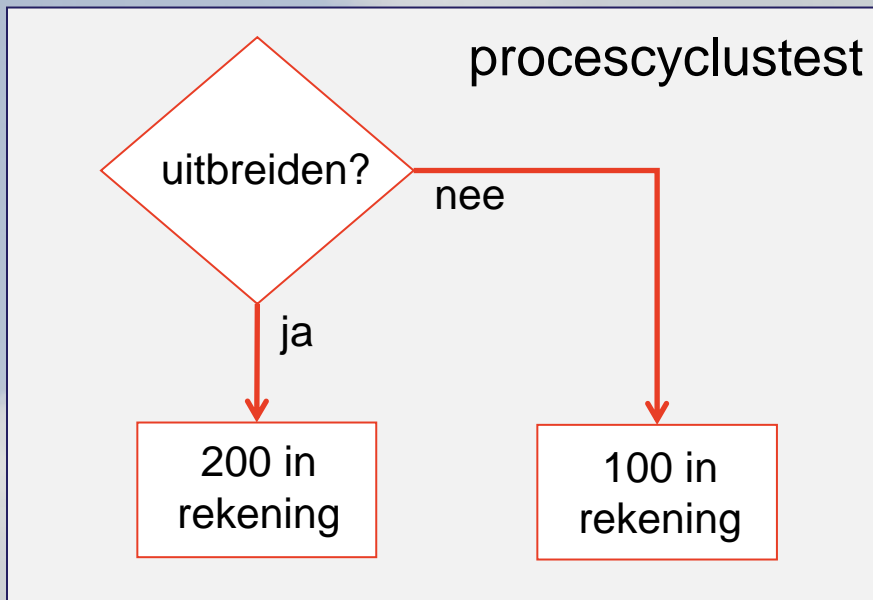 procescyclustest
uitbreiden?
nee
ja
200 in
rekening
100 in
rekening